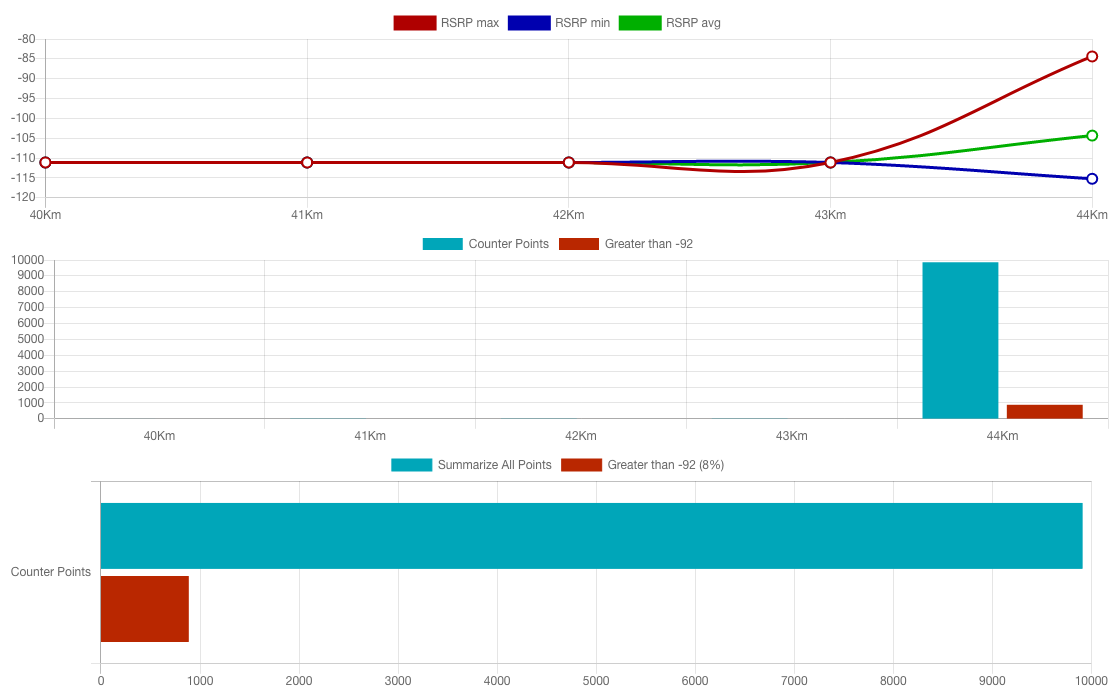 RSRP max RSRP min RSRP avg
-80
-85
-90
-95
-100
-105
-110
-115
-120
40Km 41Km 42Km 43Km 44Km
Counter Points Greater than -92
10000
9000
8000
7000
6000
5000
4000
3000
2000
1000
0
40Km 41Km 42Km 43Km 44Km
Summarize All Points Greater than -92 (8%)
Counter Points
0 1000 2000 3000 4000 5000 6000 7000 8000 9000 10000